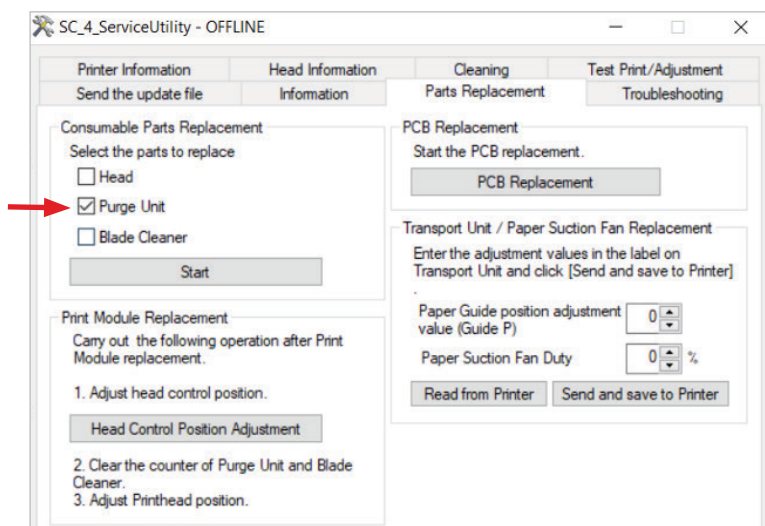 SC_4_ServiceUtility - OFFLINE
Printer Information
Head Information
Cleaning
Test Print/Adjustment
Send the update file
Information
Parts Replacement
Troubleshooting
Consumable Parts Replacement
Select the parts to replace
Head
Purge Unit
Blade Cleaner
Start
Print Module Replacement
Carry out the following operation after Print
Module replacement.
1. Adjust head control position.
Head Control Position Adjustment
2. Clear the counter of Purge Unit and Blade
Cleaner.
3. Adjust Printhead position.
PCB Replacement
Start the PCB replacement.
PCB Replacement
Transport Unit / Paper Suction Fan Replacement
Enter the adjustment values in the label on
Transport Unit and click [Send and save to Printer]
.
Paper Guide position adjustment
value (Guide P)
0
Paper Suction Fan Duty
0 %
Read from Printer
Send and save to Printer